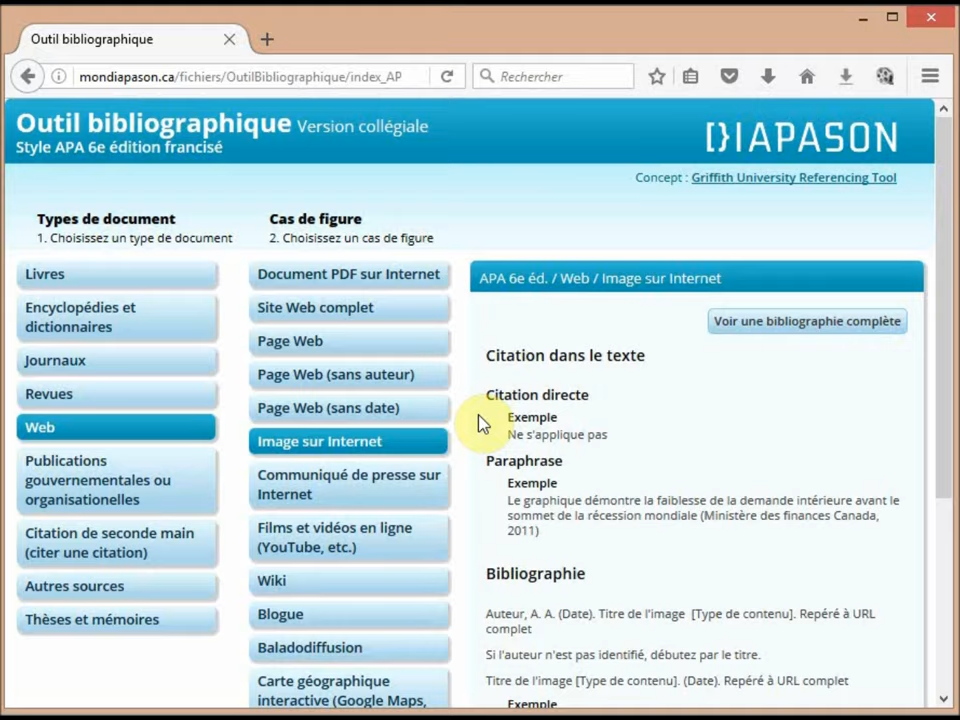 Outil bibliographique
mondiapason.ca/fichiers/OutilBibliographique/index_AP
Rechercher
Outil bibliographique Version collégiale
Style APA 6e édition francisé
DIAPASON
Concept : Griffith University Referencing Tool
Types de document
1. Choisissez un type de document
Cas de figure
2. Choisissez un cas de figure
Livres
Encyclopédies et
dictionnaires
Journaux
Revues
Web
Publications
gouvernementales ou
organisationelles
Citation de seconde main
(citer une citation)
Autres sources
Thèses et mémoires
Document PDF sur Internet
Site Web complet
Page Web
Page Web (sans auteur)
Page Web (sans date)
Image sur Internet
Communiqué de presse sur
Internet
Films et vidéos en ligne
(YouTube, etc.)
Wiki
Blogue
Baladodiffusion
Carte géographique
interactive (Google Maps,
APA 6e éd. / Web / Image sur Internet
Voir une bibliographie complète
Citation dans le texte
Citation directe
Exemple
Ne s'applique pas
Paraphrase
Exemple
Le graphique démontre la faiblesse de la demande intérieure avant le
sommet de la récession mondiale (Ministère des finances Canada,
2011)
Bibliographie
Auteur, A. A. (Date). Titre de l'image [Type de contenu]. Repéré à URL
complet
Si l'auteur n'est pas identifié, débutez par le titre.
Titre de l'image [Type de contenu]. (Date). Repéré à URL complet
Exemple